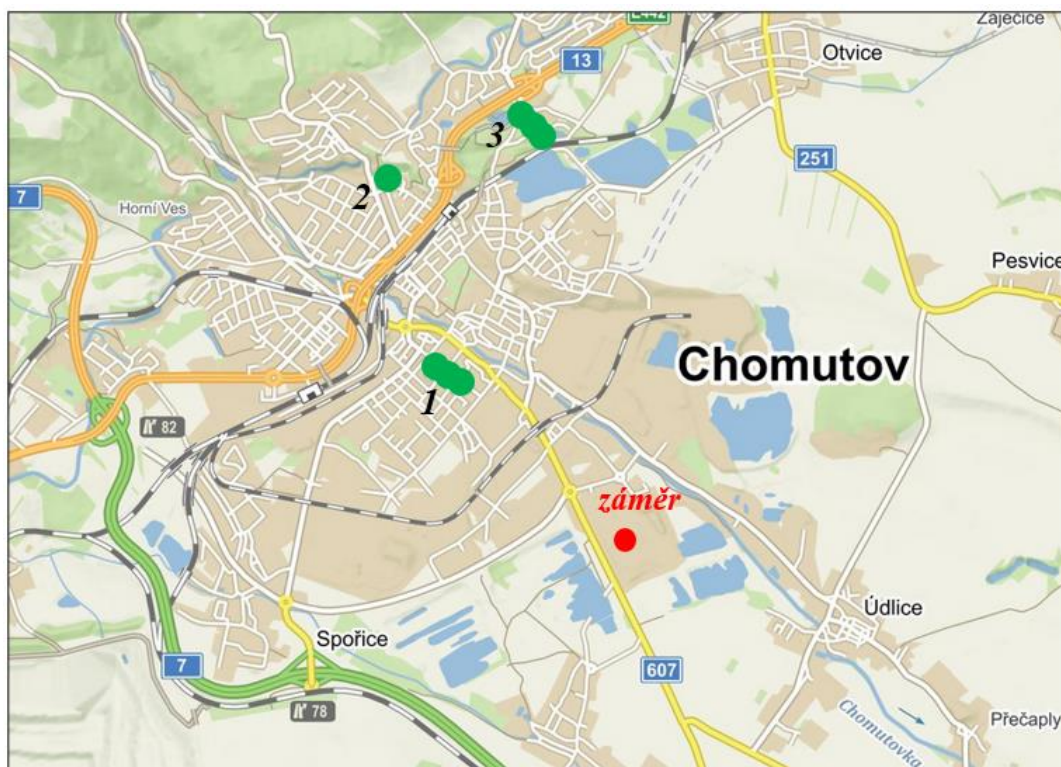 E442
Záječice
Otvice
13
3
251
7
2
Horní Ves
Pesvice
Chomutov
1
82
záměr
Údlice
Spořice
7
607
78
Přečaply
Chomutovka